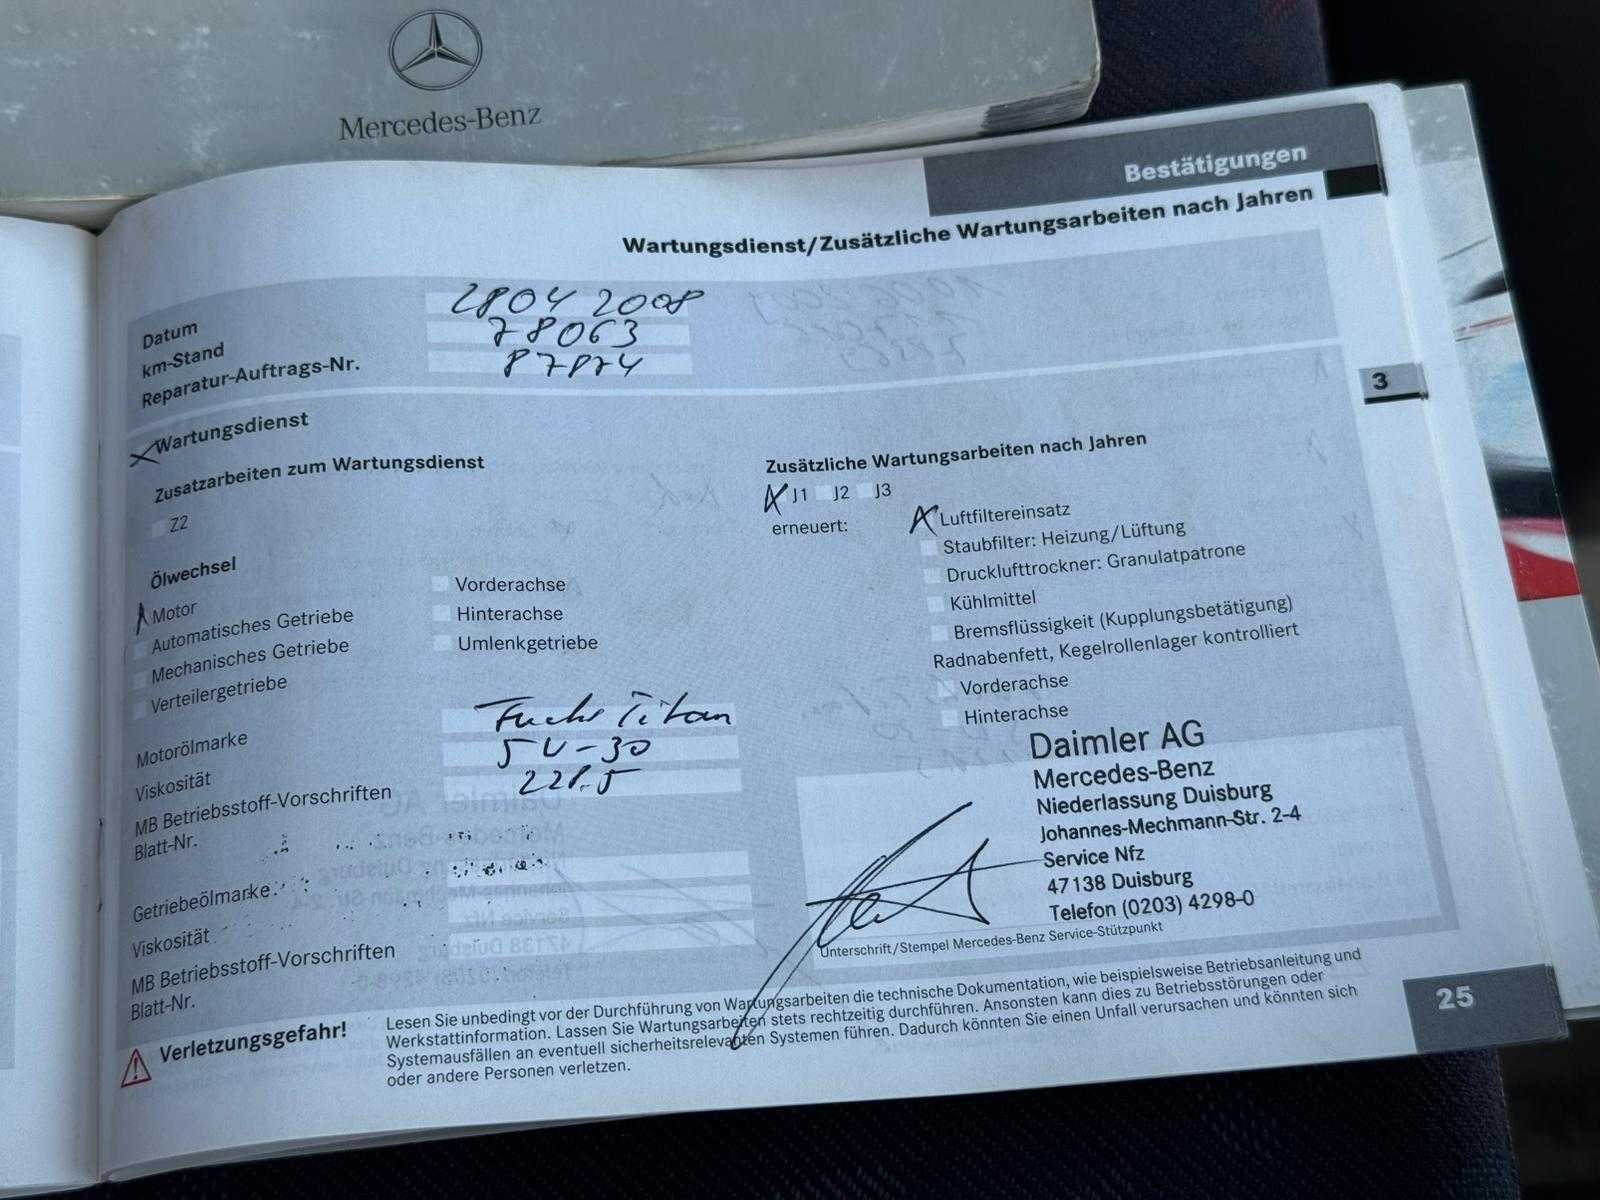 Mercedes-Benz
Bestätigungen
Wartungsdienst/Zusätzliche Wartungsarbeiten nach Jahren
Datum 28 04 2008
km-Stand 78063
Reparatur-Auftrags-Nr. 87874
Wartungsdienst
Zusatzarbeiten zum Wartungsdienst
Z2
Ölwechsel
Motor
Automatisches Getriebe
Mechanisches Getriebe
Verteilergetriebe
Vorderachse
Hinterachse
Umlenkgetriebe
Zusätzliche Wartungsarbeiten nach Jahren
J1 J2 J3
erneuert:
Luftfiltereinsatz
Staubfilter: Heizung/Lüftung
Drucklufttrockner: Granulatpatrone
Kühlmittel
Bremsflüssigkeit (Kupplungsbetätigung)
Radnabenfett, Kegelrollenlager kontrolliert
Vorderachse
Hinterachse
3
Motorölmarke Fuchs Titan
Viskosität 5W-30
MB Betriebsstoff-Vorschriften 228.5
Blatt-Nr.
Getriebeölmarke
Viskosität
MB Betriebsstoff-Vorschriften
Blatt-Nr.
Daimler AG
Mercedes-Benz
Niederlassung Duisburg
Johannes-Mechmann-Str. 2-4
Service Nfz
47138 Duisburg
Telefon (0203) 4298-0
Unterschrift/Stempel Mercedes-Benz Service-Stützpunkt
Verletzungsgefahr!
Lesen Sie unbedingt vor der Durchführung von Wartungsarbeiten die technische Dokumentation, wie beispielsweise Betriebsanleitung und
Werkstattinformation. Lassen Sie Wartungsarbeiten stets rechtzeitig durchführen. Ansonsten kann dies zu Betriebsstörungen oder
Systemausfällen an eventuell sicherheitsrelevanten Systemen führen. Dadurch könnten Sie einen Unfall verursachen und könnten sich
oder andere Personen verletzen.
25